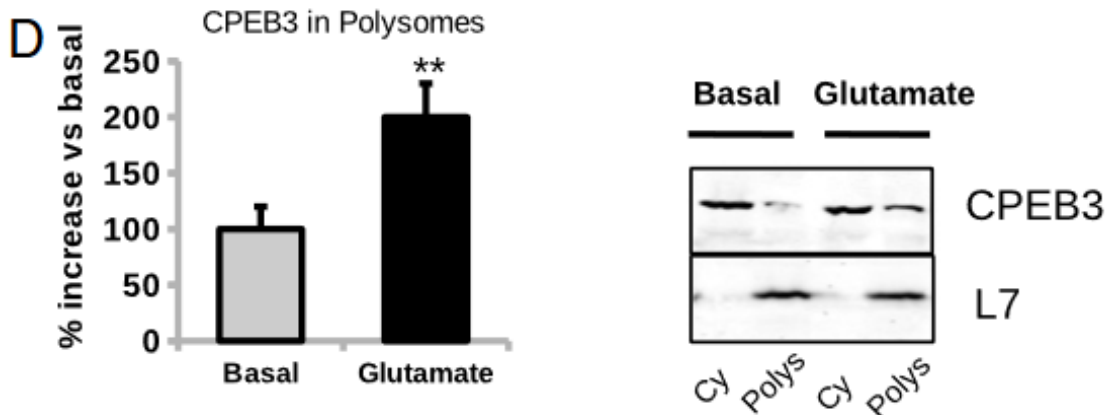 D
CPEB3 in Polysomes
% increase vs basal
250
200
150
100
50
0
**
Basal
Glutamate
Basal Glutamate
CPEB3
L7
Cy Polys Cy Polys